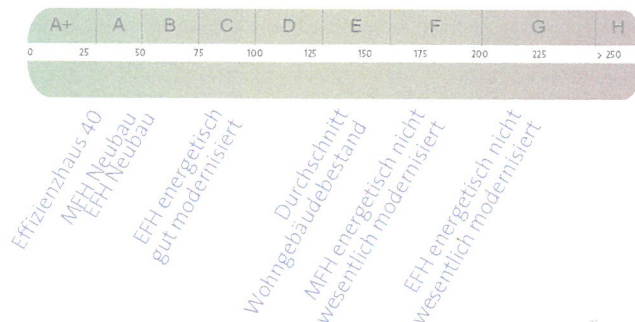 A+ A B C D E F G H
0 25 50 75 100 125 150 175 200 225 > 250
Effizienzhaus 40
MFH Neubau
EFH Neubau
EFH energetisch
gut modernisiert
Durchschnitt
Wohngebäudebestand
MFH energetisch nicht
wesentlich modernisiert
EFH energetisch nicht
wesentlich modernisiert